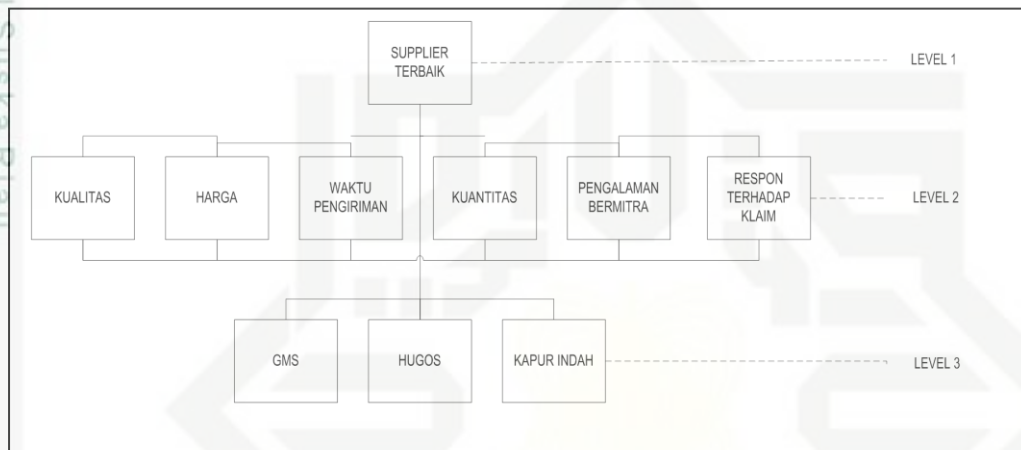 SUPPLIER
TERBAIK
LEVEL 1
KUALITAS
HARGA
WAKTU
PENGIRIMAN
KUANTITAS
PENGALAMAN
BERMITRA
RESPON
TERHADAP
KLAIM
LEVEL 2
GMS
HUGOS
KAPUR INDAH
LEVEL 3